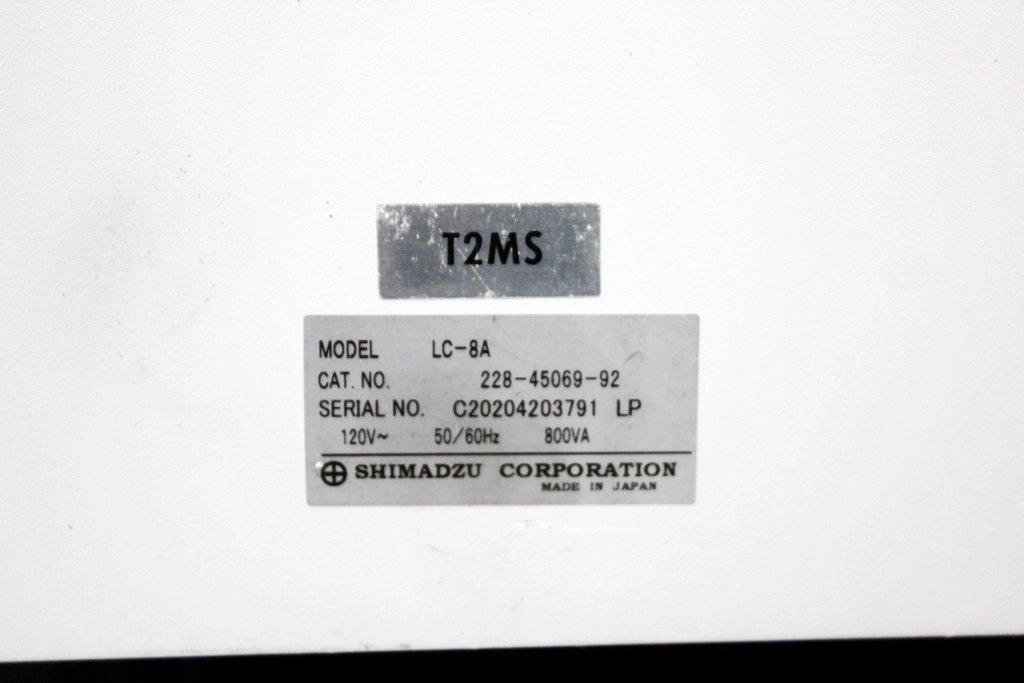 T2MS
MODEL LC-8A
CAT. NO. 228-45069-92
SERIAL NO. C20204203791 LP
120V~ 50/60Hz 800VA
SHIMADZU CORPORATION
MADE IN JAPAN